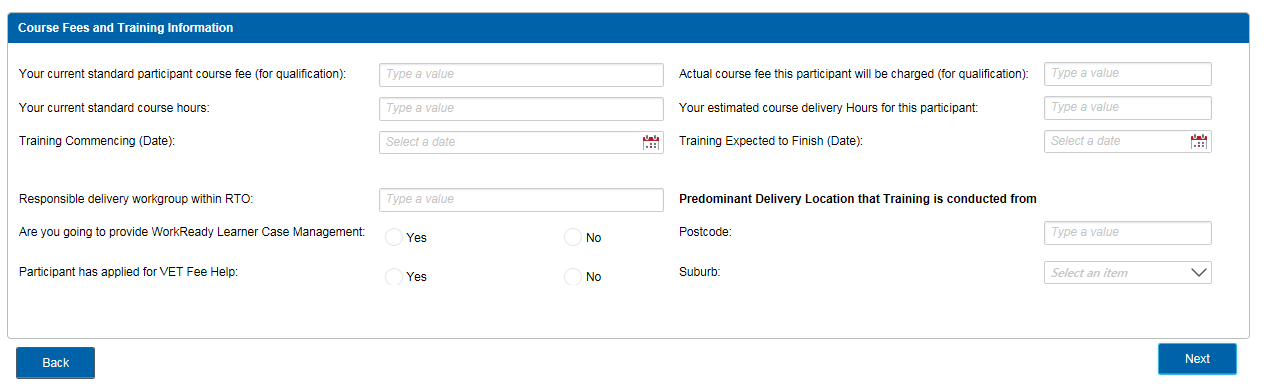 Course Fees and Training Information
Your current standard participant course fee (for qualification): Type a value Actual course fee this participant will be charged (for qualification): Type a value
Your current standard course hours: Type a value Your estimated course delivery Hours for this participant: Type a value
Training Commencing (Date): Select a date Training Expected to Finish (Date): Select a date
Responsible delivery workgroup within RTO: Type a value Predominant Delivery Location that Training is conducted from
Are you going to provide WorkReady Learner Case Management: Yes No Postcode: Type a value
Participant has applied for VET Fee Help: Yes No Suburb: Select an item
Back Next